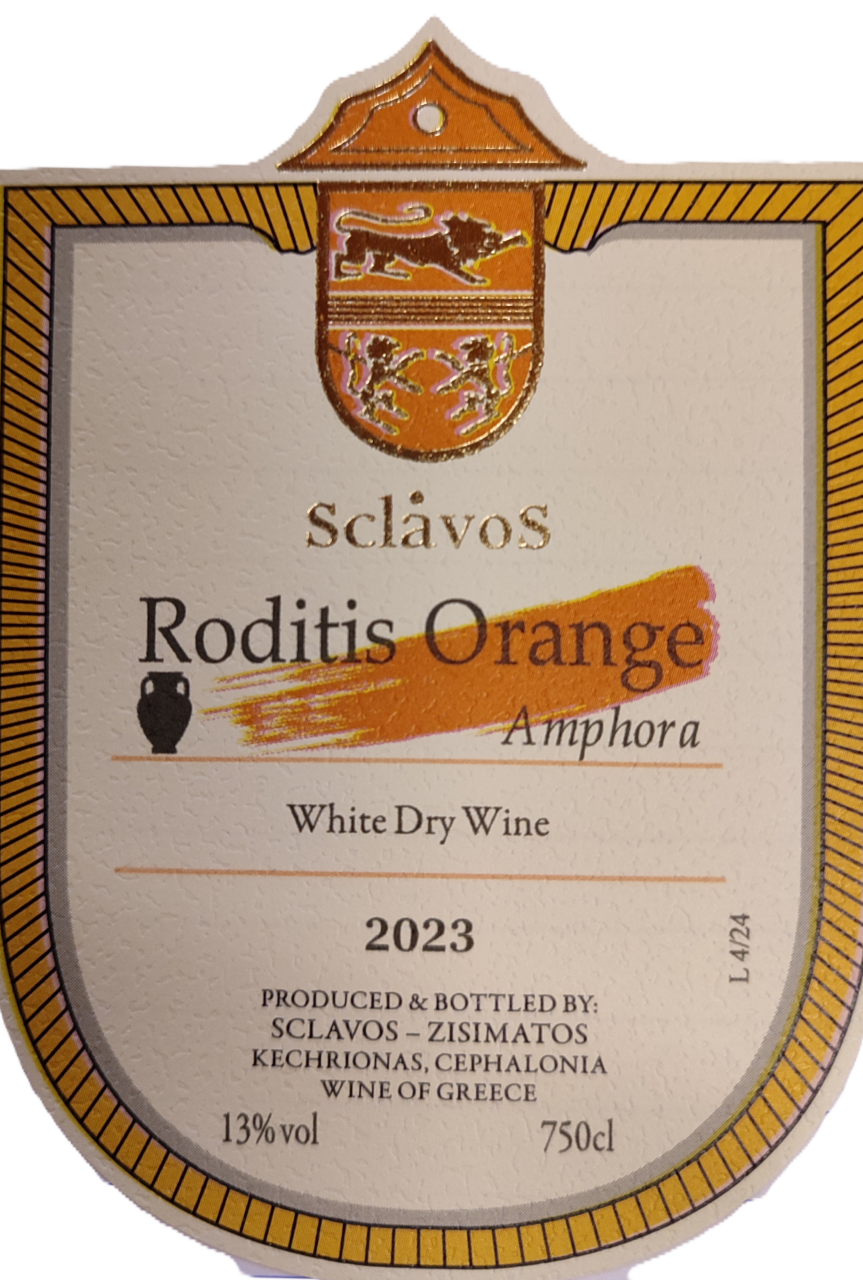 sclåvos
Roditis Orange
Amphora
White Dry Wine
2023
L 4/24
PRODUCED & BOTTLED BY:
SCLAVOS – ZISIMATOS
KECHRIONAS, CEPHALONIA
WINE OF GREECE
13% vol
750cl